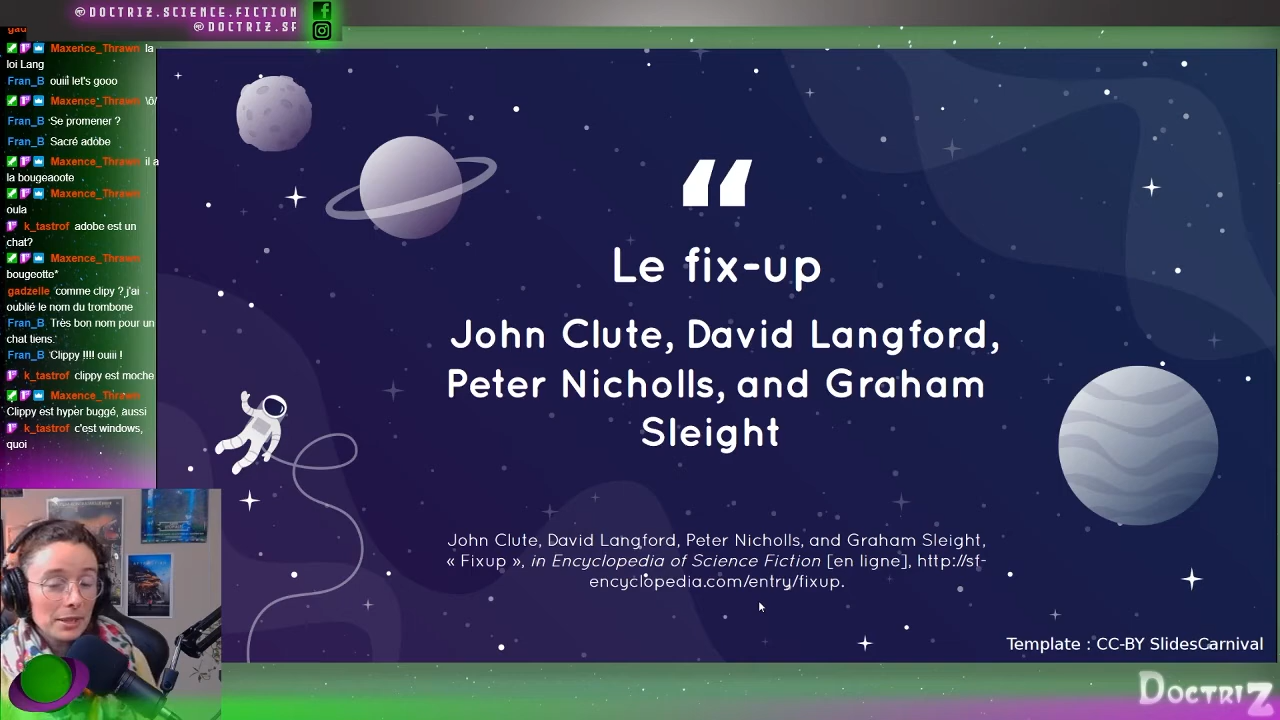 @DOCTRIZ.SCIENCE.FICTION
@DOCTRIZ.SF
Maxence_Thrawn la
loi Lang
Fran_B ouiii let's gooo
Maxence_Thrawn \ô/
Fran_B Se promener ?
Fran_B Sacré adobe
Maxence_Thrawn il a
la bougeaoote
Maxence_Thrawn
oula
k_tastrof adobe est un
chat?
Maxence_Thrawn
bougeotte*
gadzelle comme clipy ? j'ai
oublié le nom du trombone
Fran_B Très bon nom pour un
chat tiens.
Fran_B Clippy !!!! ouiii !
k_tastrof clippy est moche
Maxence_Thrawn
Clippy est hyper buggé, aussi
k_tastrof c'est windows,
quoi
“
Le fix-up
John Clute, David Langford,
Peter Nicholls, and Graham
Sleight
John Clute, David Langford, Peter Nicholls, and Graham Sleight,
« Fixup », in Encyclopedia of Science Fiction [en ligne], http://sf-
encyclopedia.com/entry/fixup.
Template : CC-BY SlidesCarnival
DOCTRIZ